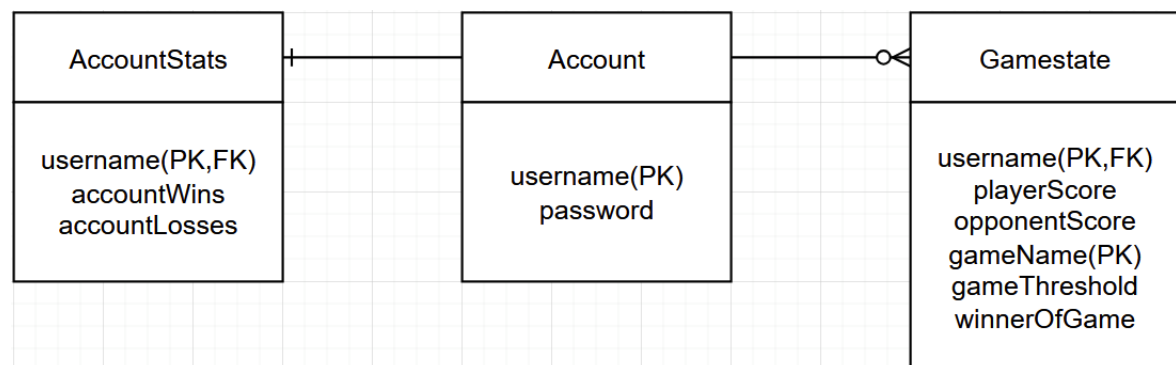 AccountStats
username(PK,FK)
accountWins
accountLosses
Account
username(PK)
password
Gamestate
username(PK,FK)
playerScore
opponentScore
gameName(PK)
gameThreshold
winnerOfGame